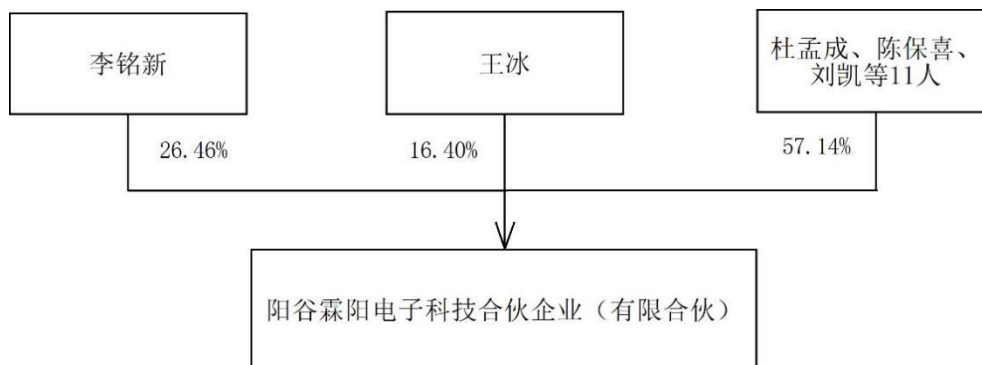 李铭新
王冰
杜孟成、陈保喜、
刘凯等11人
26.46%
16.40%
57.14%
阳谷霖阳电子科技合伙企业（有限合伙）